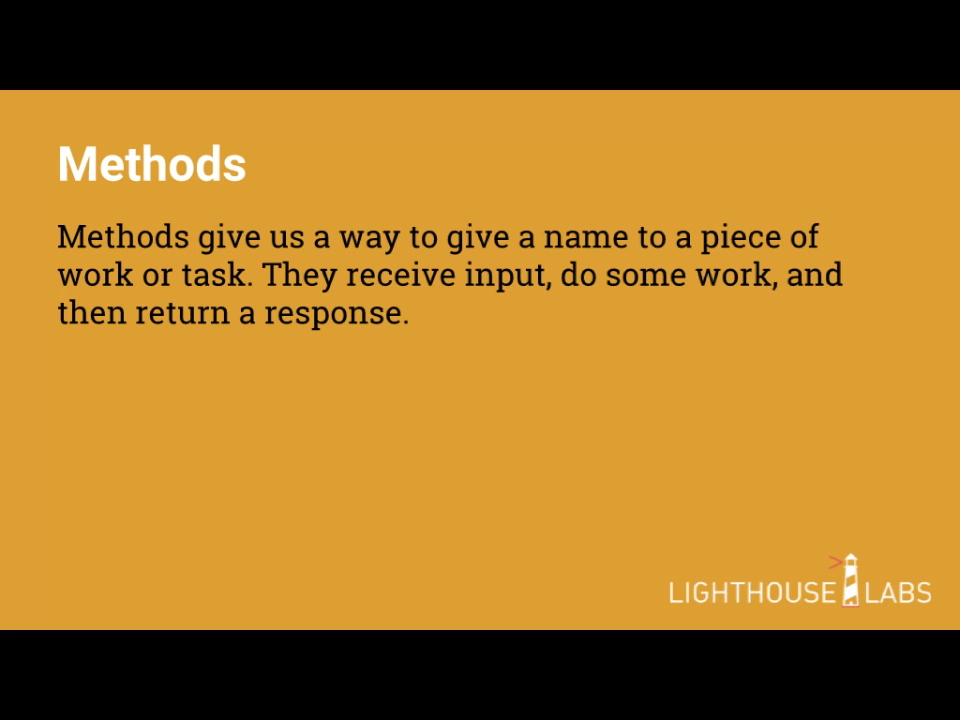 Methods
Methods give us a way to give a name to a piece of
work or task. They receive input, do some work, and
then return a response.
LIGHTHOUSE LABS